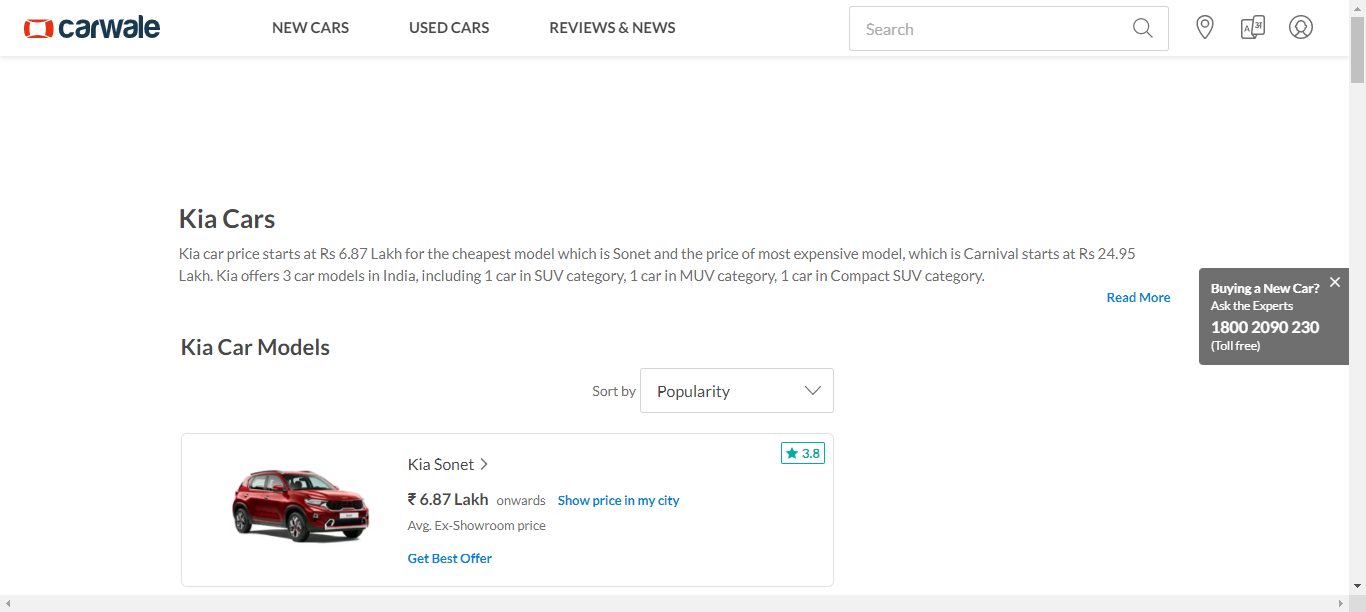 carwale
NEW CARS
USED CARS
REVIEWS & NEWS
Search
Kia Cars
Kia car price starts at Rs 6.87 Lakh for the cheapest model which is Sonet and the price of most expensive model, which is Carnival starts at Rs 24.95
Lakh. Kia offers 3 car models in India, including 1 car in SUV category, 1 car in MUV category, 1 car in Compact SUV category.
Read More
Buying a New Car?
Ask the Experts
1800 2090 230
(Toll free)
Kia Car Models
Sort by
Popularity
3.8
Kia Sonet
₹ 6.87 Lakh onwards Show price in my city
Avg. Ex-Showroom price
Get Best Offer